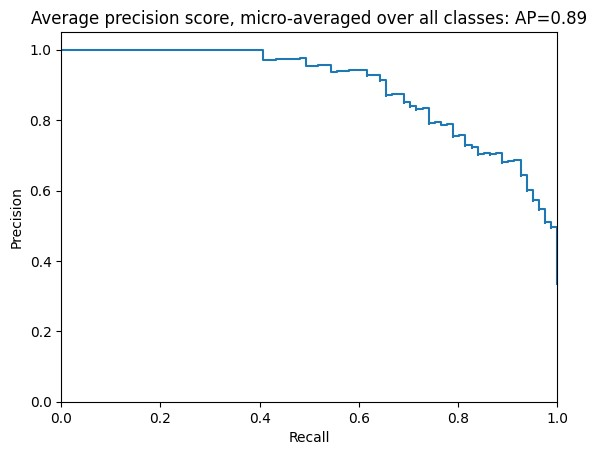 Average precision score, micro-averaged over all classes: AP=0.89
1.0
0.8
0.6
0.4
0.2
0.0
Precision
0.0 0.2 0.4 0.6 0.8 1.0
Recall